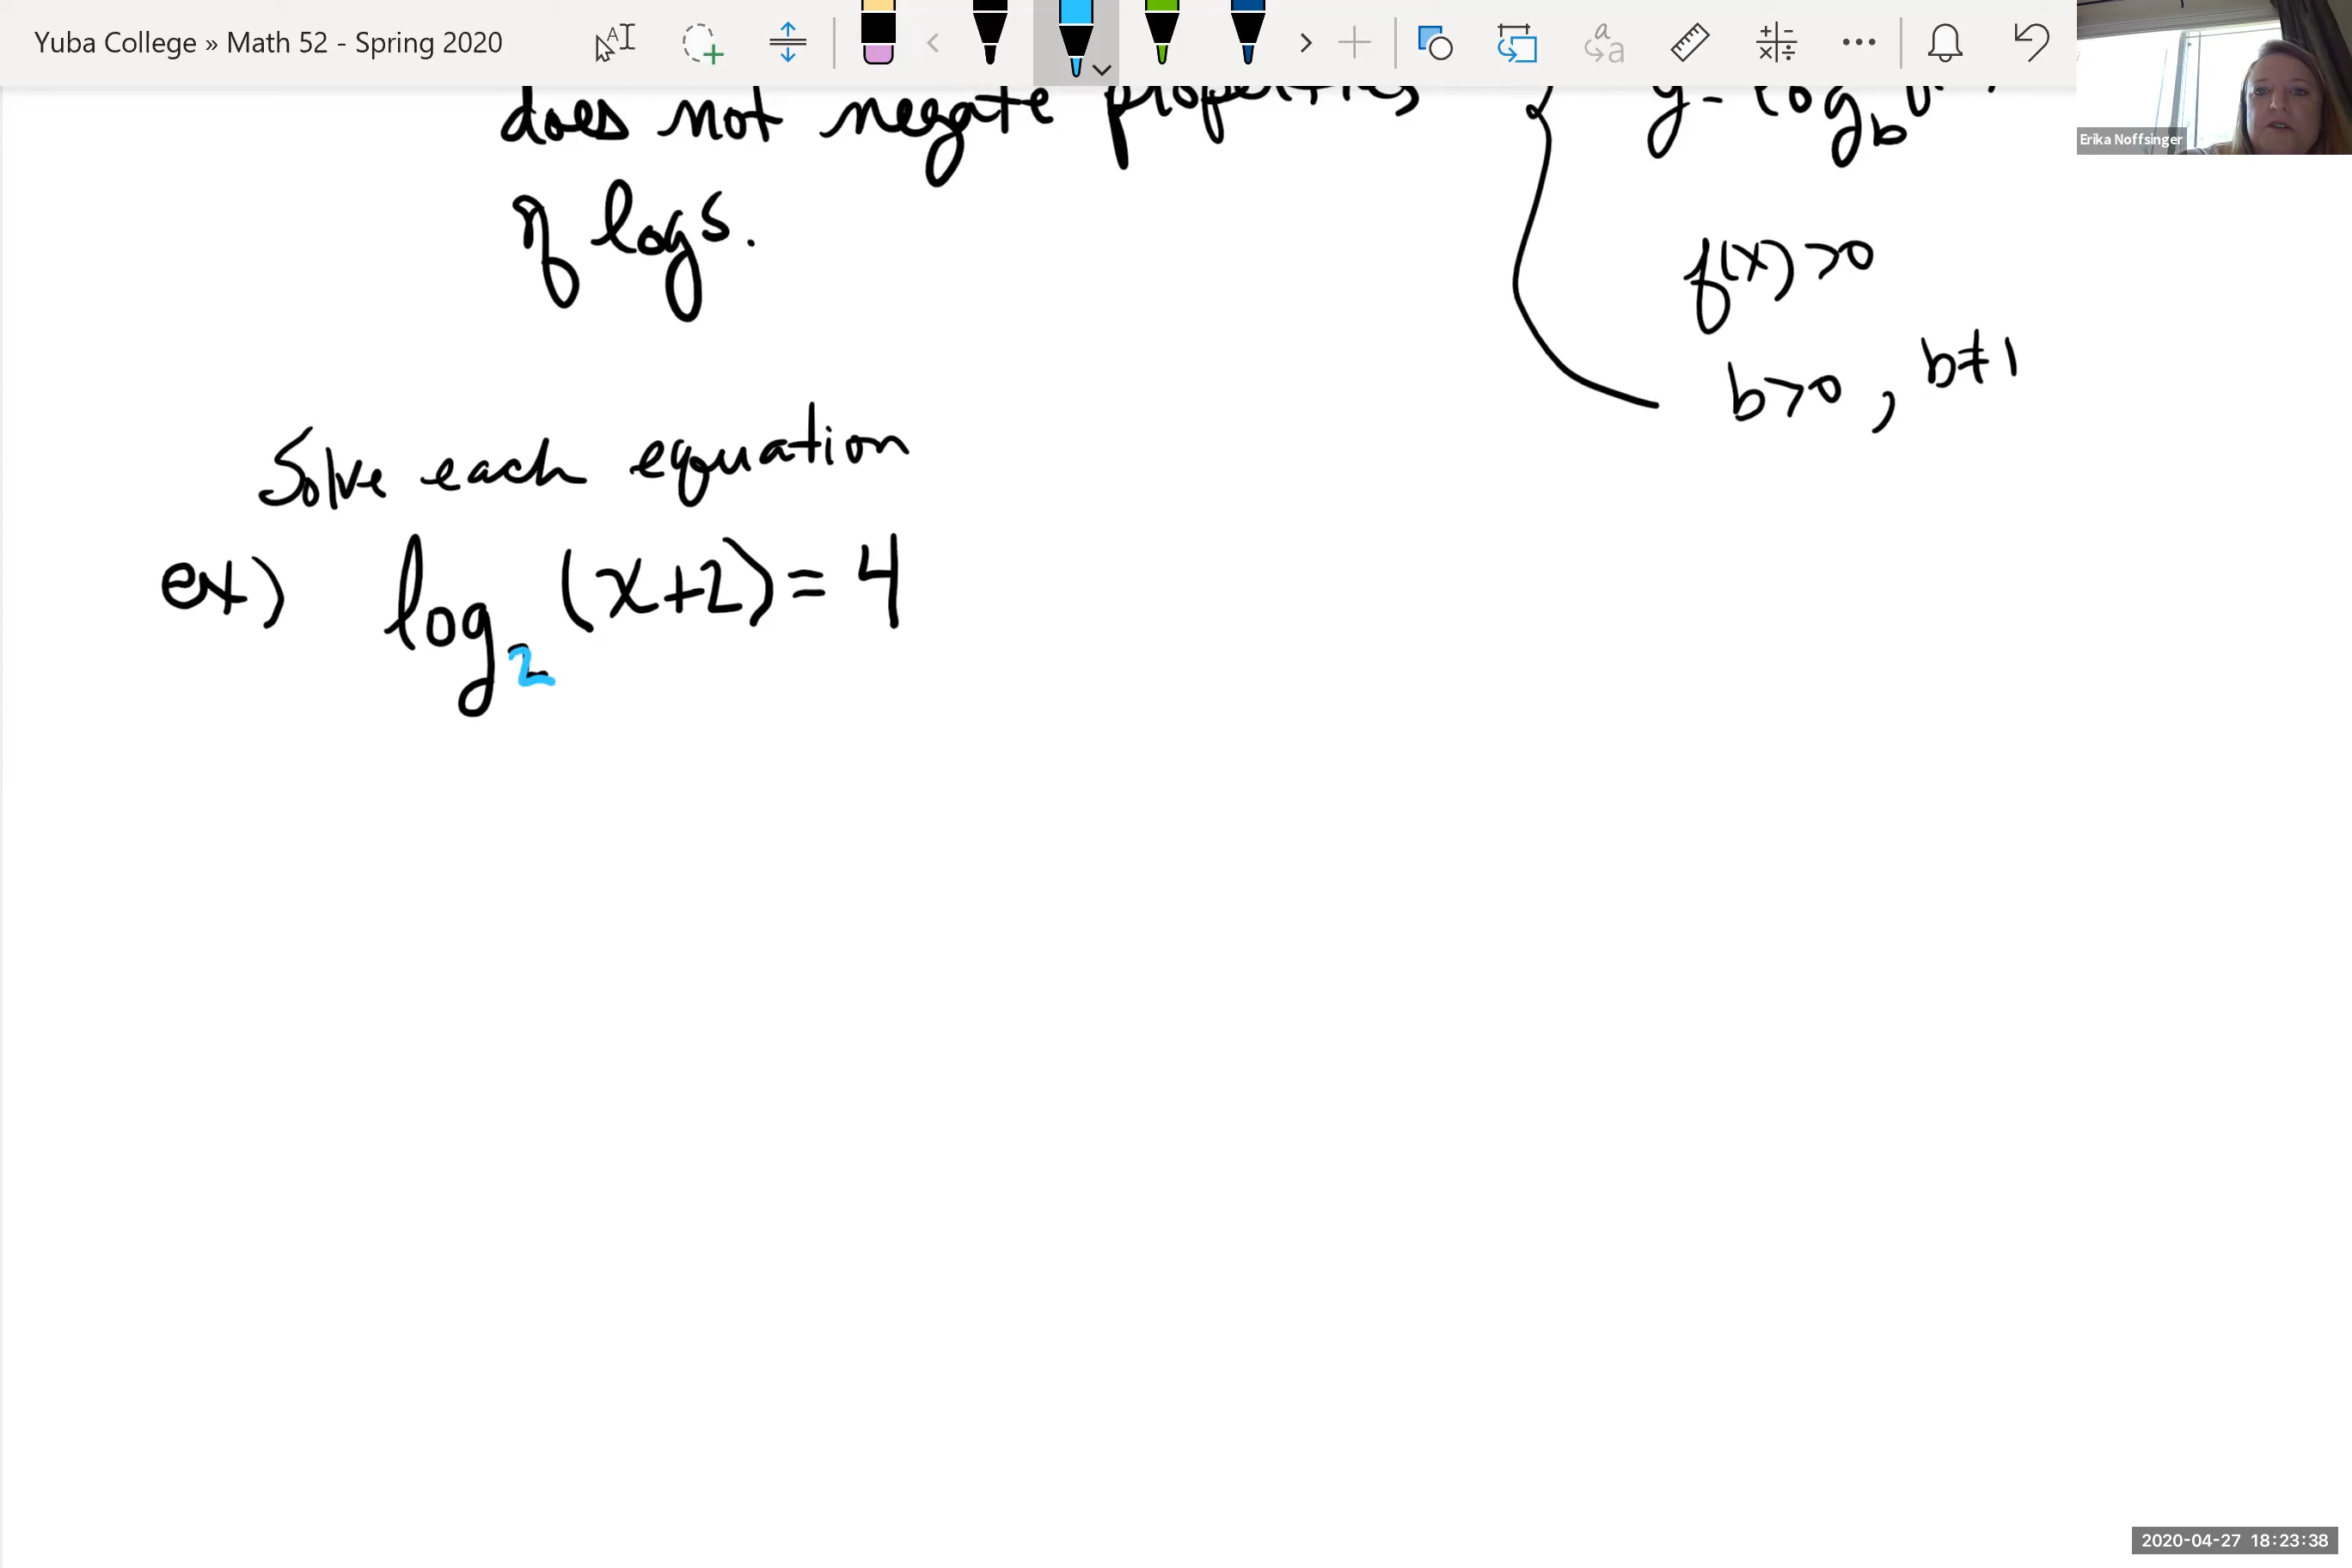 Yuba College » Math 52 - Spring 2020
Erika Noffsinger
does not negate properties
of logs.
f(x) > 0
b > 0 , b ≠ 1
Solve each equation
ex) log₂ (x+2) = 4
2020-04-27 18:23:38